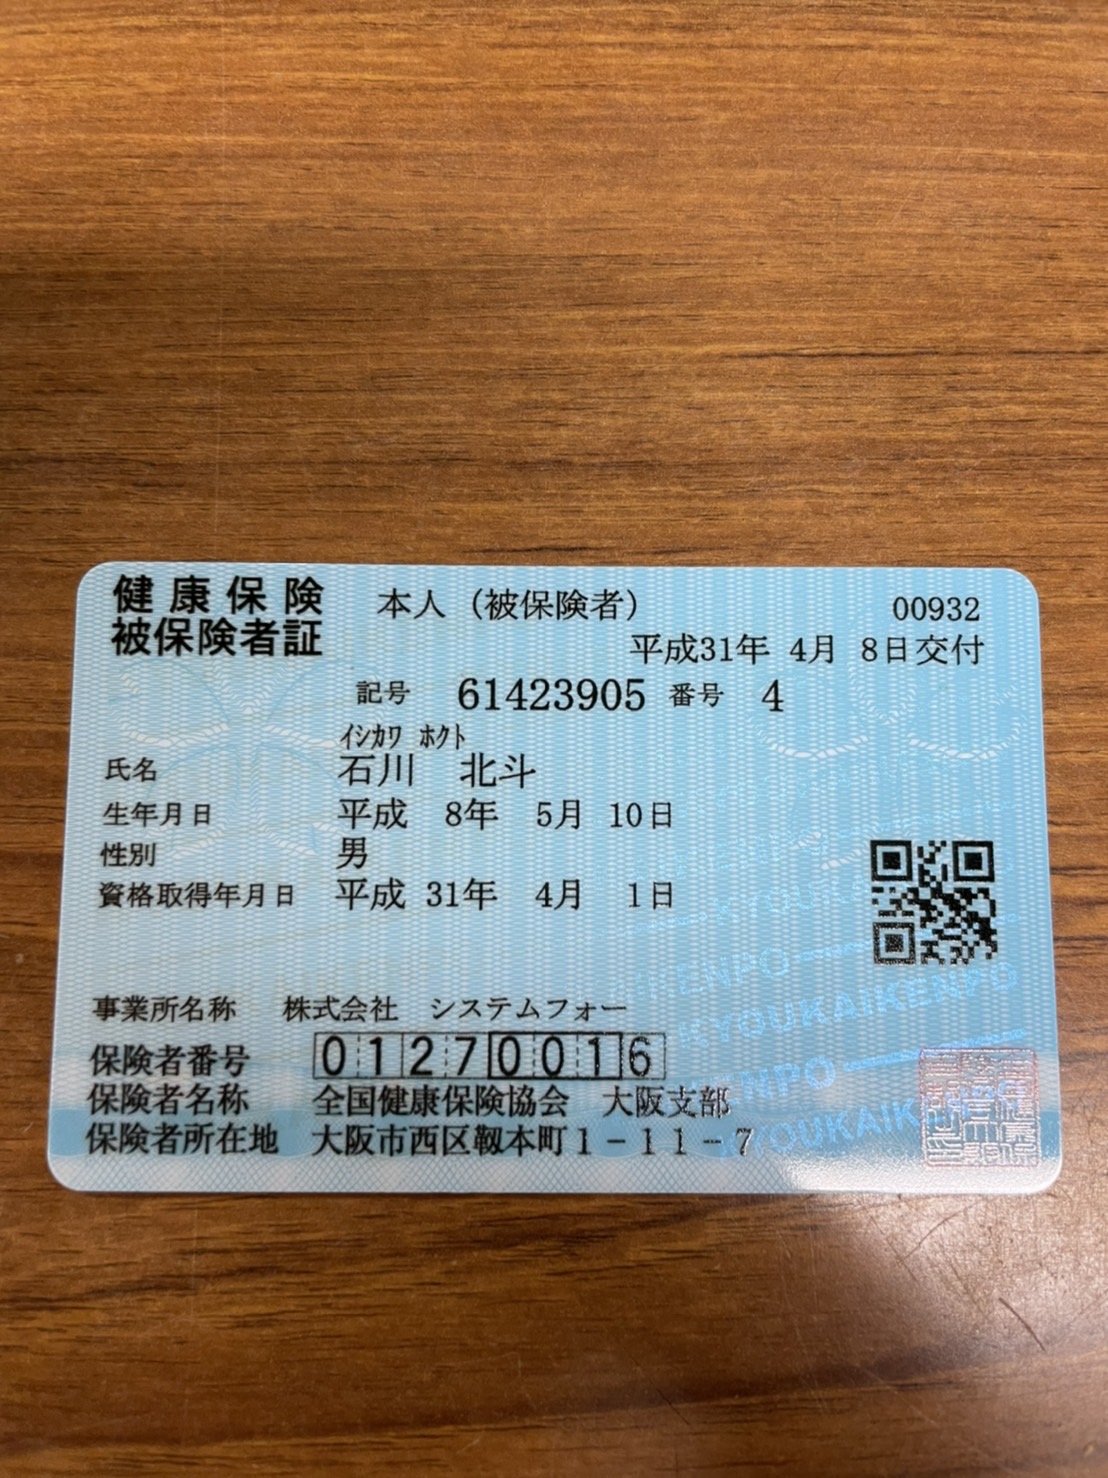 健康保険
被保険者証
本人（被保険者）
00932
平成31年 4月 8日交付
記号 61423905 番号 4
ｲｼｶﾜ ﾎｸﾄ
氏名 石川 北斗
生年月日 平成 8年 5月 10日
性別 男
資格取得年月日 平成 31年 4月 1日
事業所名称 株式会社 システムフォー
保険者番号 01270016
保険者名称 全国健康保険協会 大阪支部
保険者所在地 大阪市西区靱本町1－11－7
KYOUKAIKENPO